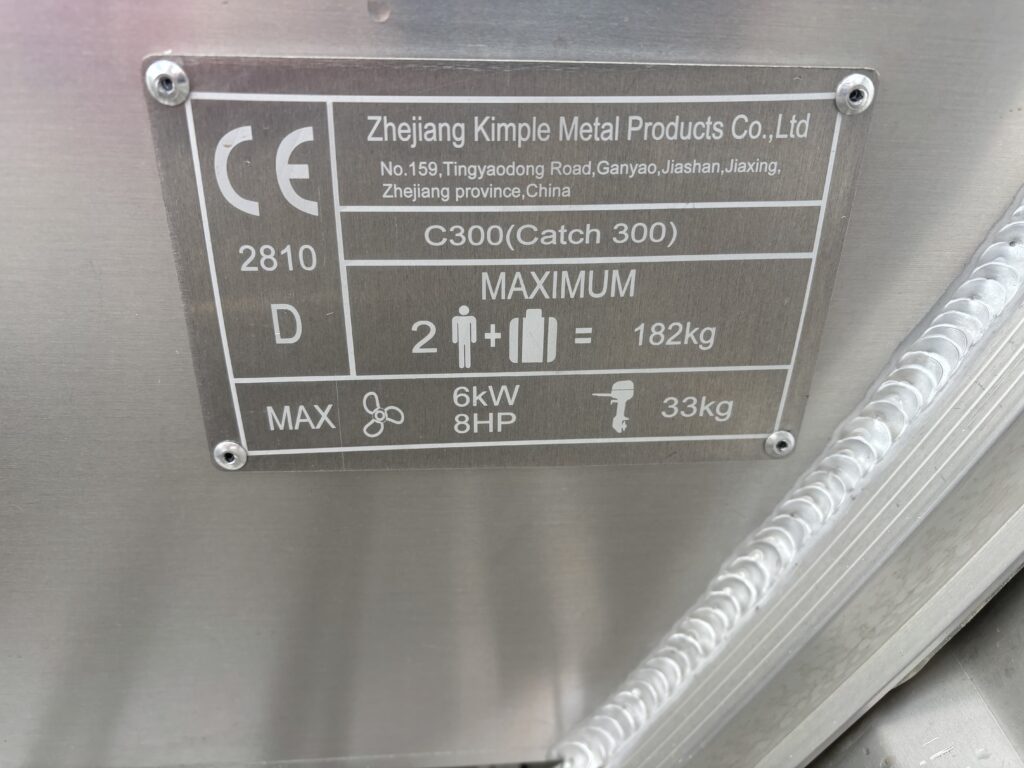 CE
2810
D
Zhejiang Kimple Metal Products Co.,Ltd
No.159,Tingyaodong Road,Ganyao,Jiashan,Jiaxing,
Zhejiang province,China
C300(Catch 300)
MAXIMUM
2 + = 182kg
MAX 6kW
8HP
33kg